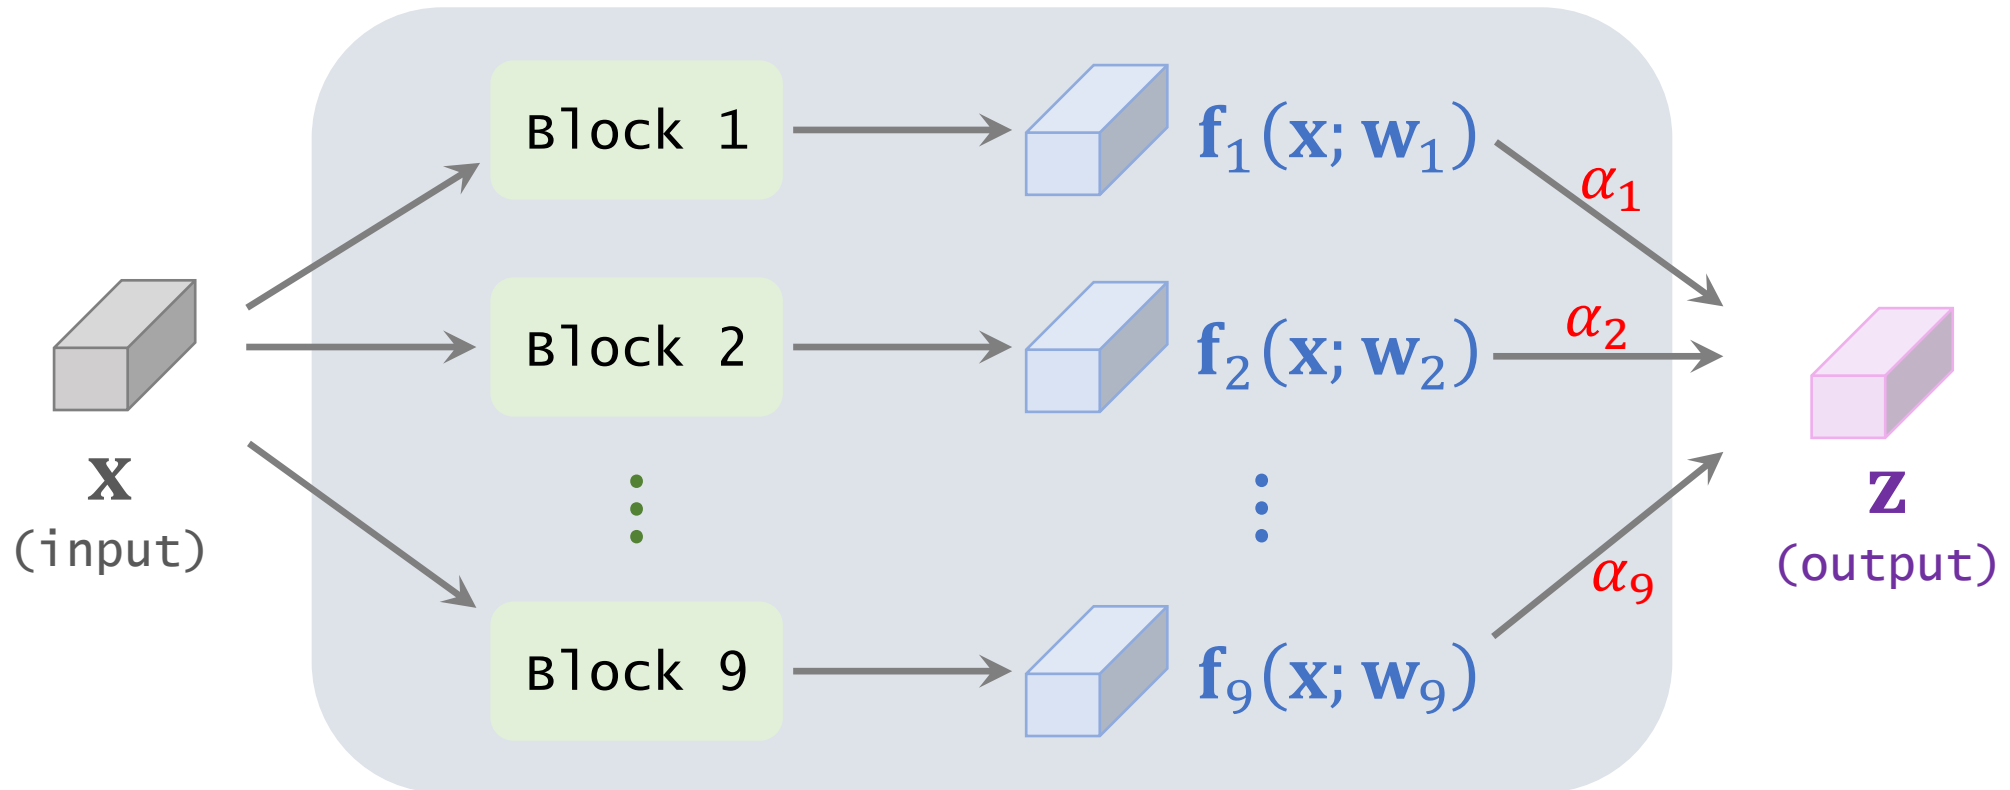 Block 1
f₁(x; w₁)
α₁
Block 2
f₂(x; w₂)
α₂
x
(input)
z
(output)
Block 9
f₉(x; w₉)
α₉